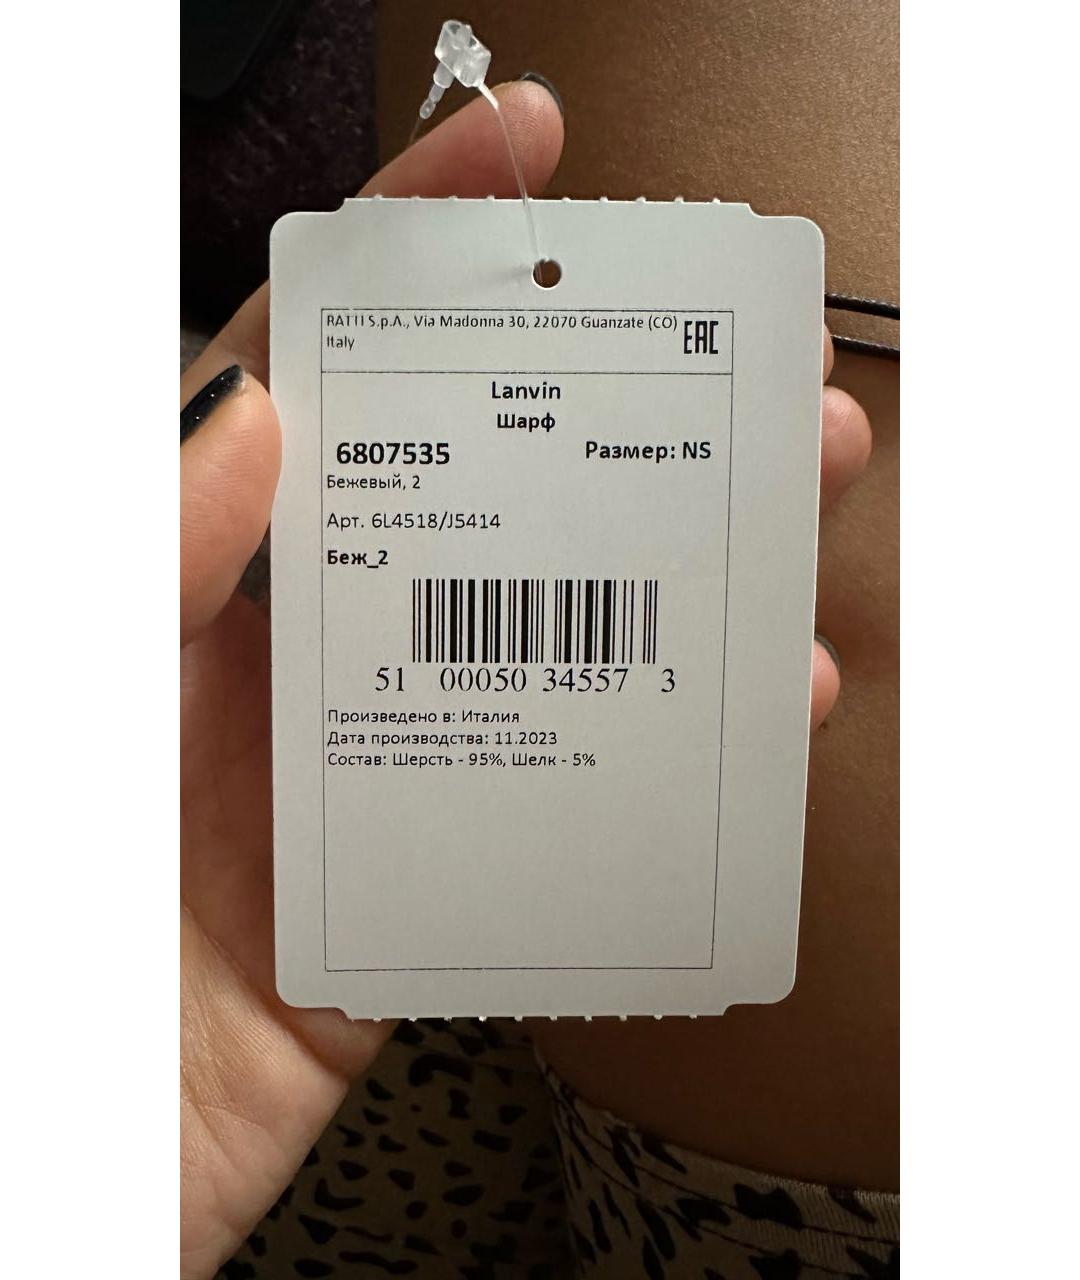 RATTI S.p.A., Via Madonna 30, 22070 Guanzate (CO)
Italy
EAC
Lanvin
Шарф
6807535 Размер: NS
Бежевый, 2
Арт. 6L4518/J5414
Беж_2
51 00050 34557 3
Произведено в: Италия
Дата производства: 11.2023
Состав: Шерсть - 95%, Шелк - 5%